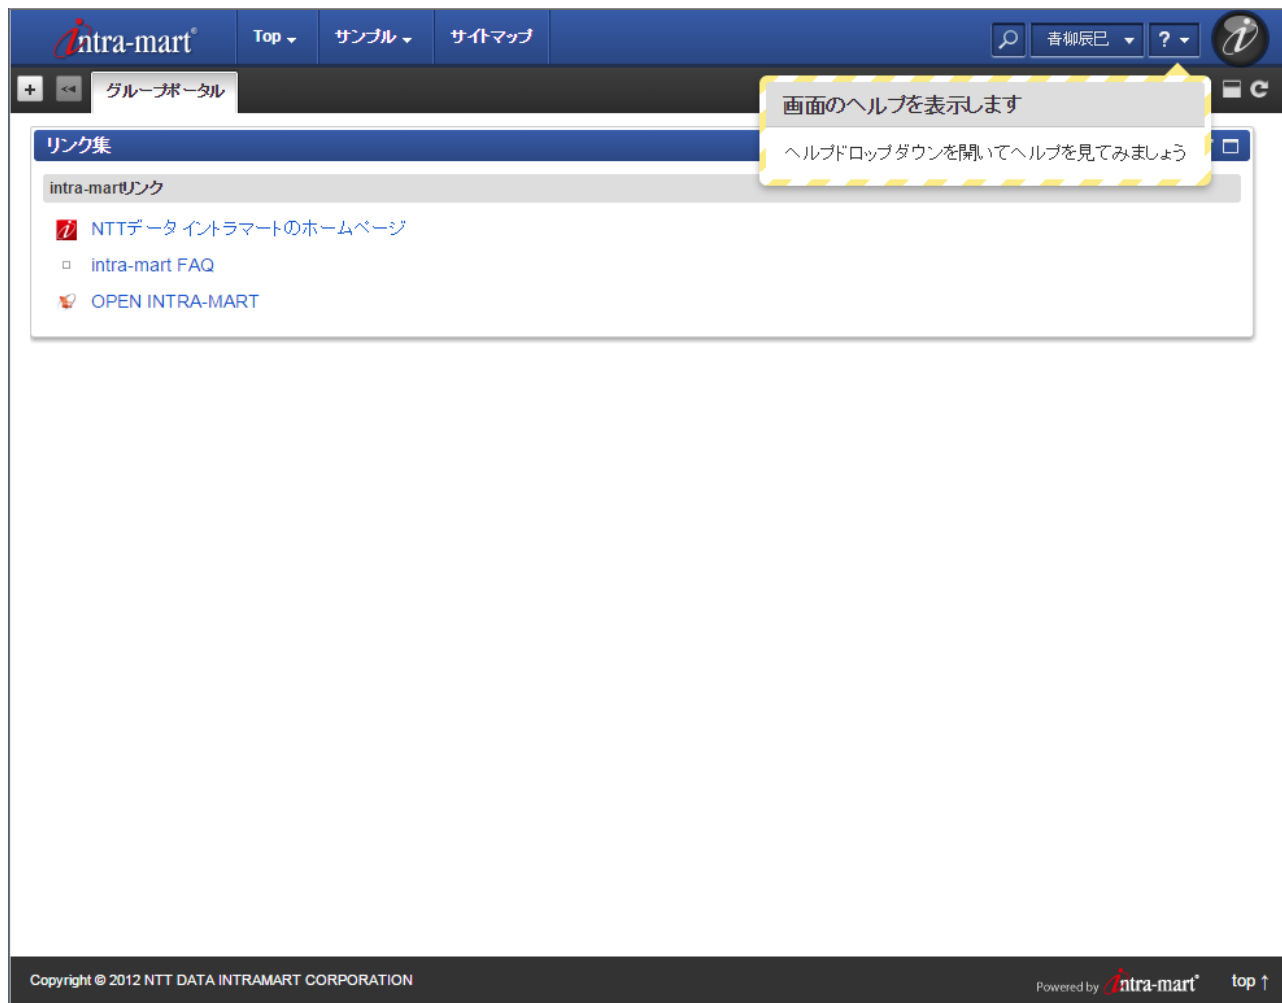 intra-mart® Top サンプル サイトマップ 青柳辰巳 ?
+ << グループポータル
画面のヘルプを表示します
ヘルプドロップダウンを開いてヘルプを見てみましょう
リンク集
intra-martリンク
NTTデータ イントラマートのホームページ
intra-mart FAQ
OPEN INTRA-MART
Copyright © 2012 NTT DATA INTRAMART CORPORATION
Powered by intra-mart® top ↑